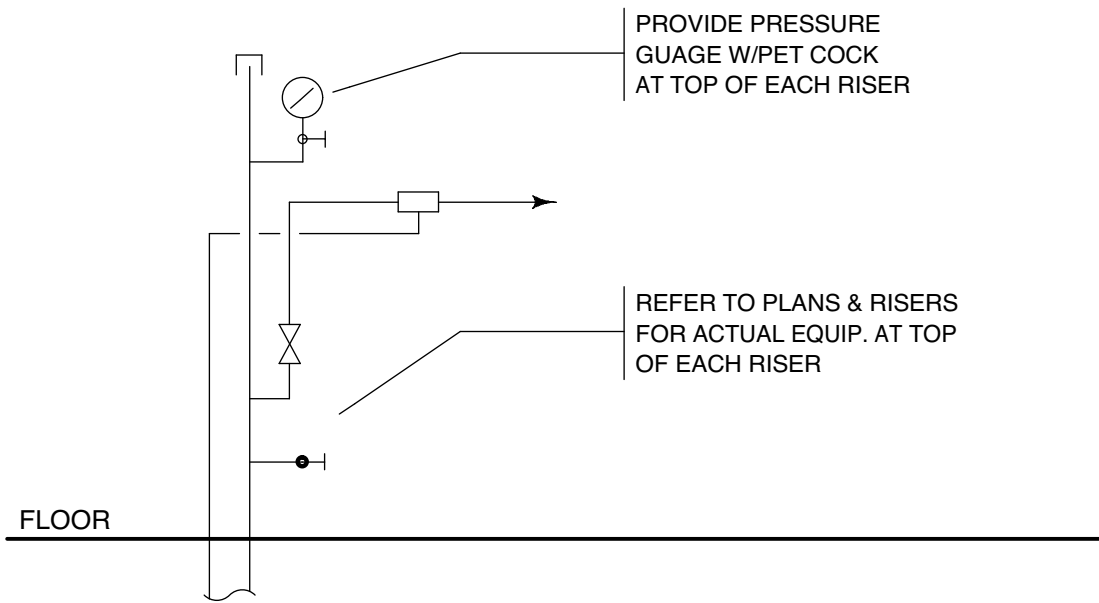 PROVIDE PRESSURE
GUAGE W/PET COCK
AT TOP OF EACH RISER
REFER TO PLANS & RISERS
FOR ACTUAL EQUIP. AT TOP
OF EACH RISER
FLOOR